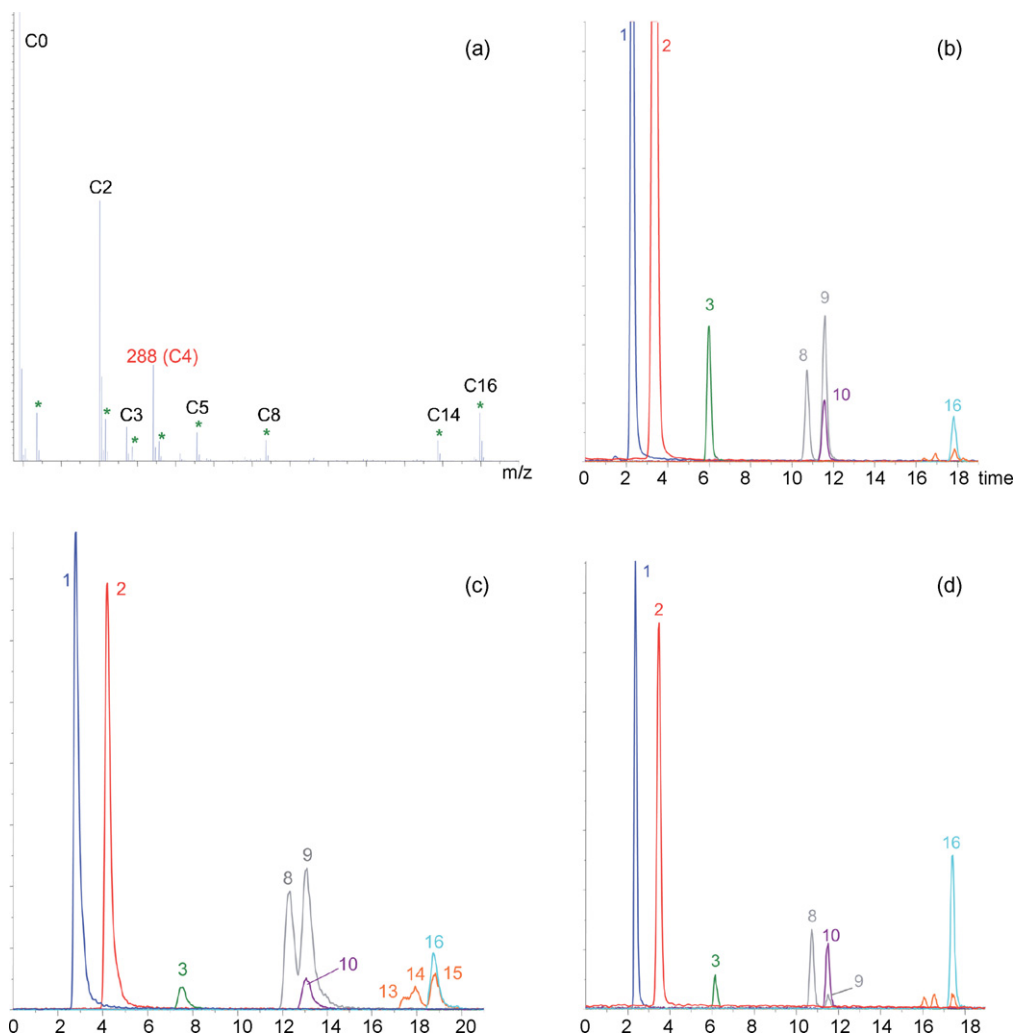 (a)
C0
C2
288 (C4)
* * C3 * * C5 * C8 * C14 * C16 *
m/z
(b)
1 2
3
8 9
10
16
0 2 4 6 8 10 12 14 16 18 time
(c)
1 2
3
8 9
10
13 14 16 15
0 2 4 6 8 10 12 14 16 18 20
(d)
1
2
3
8 10
9
16
0 2 4 6 8 10 12 14 16 18